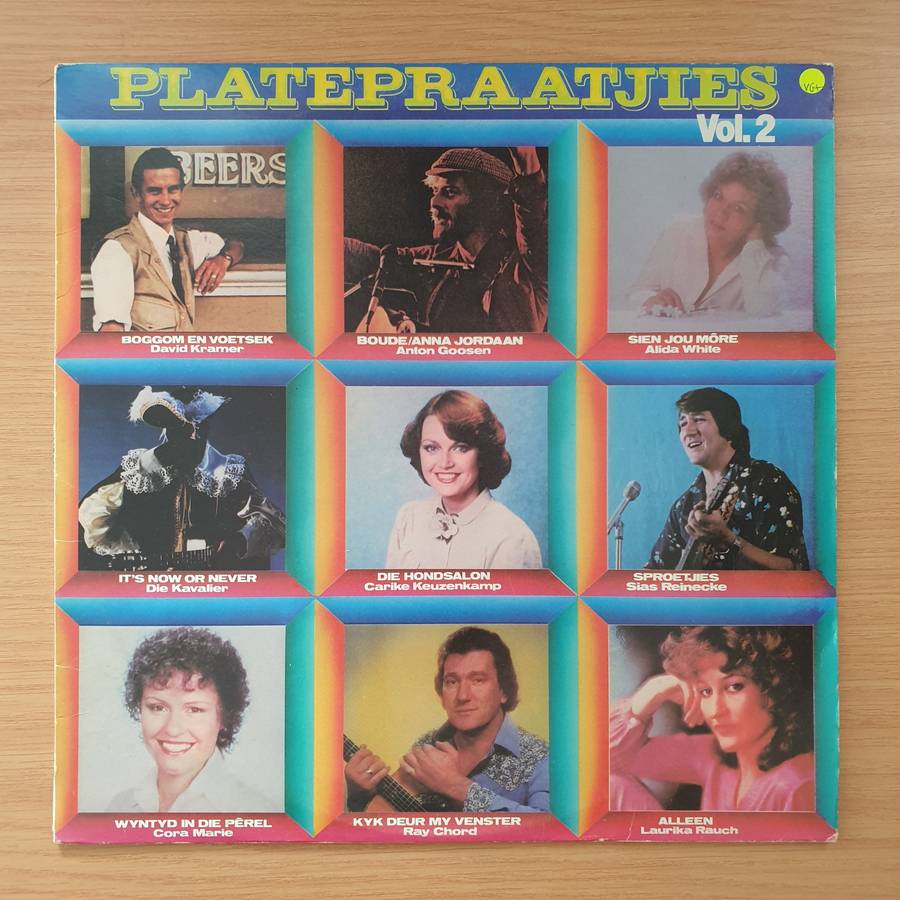 PLATEPRAATJIES
VG+
Vol. 2
BEERS
BOGGOM EN VOETSEK
David Kramer
BOUDE/ANNA JORDAAN
Anton Goosen
SIEN JOU MÔRE
Alida White
IT'S NOW OR NEVER
Die Kavalier
DIE HONDSALON
Carike Keuzenkamp
SPROETJIES
Sias Reinecke
WYNTYD IN DIE PÊREL
Cora Marie
KYK DEUR MY VENSTER
Ray Chord
ALLEEN
Laurika Rauch